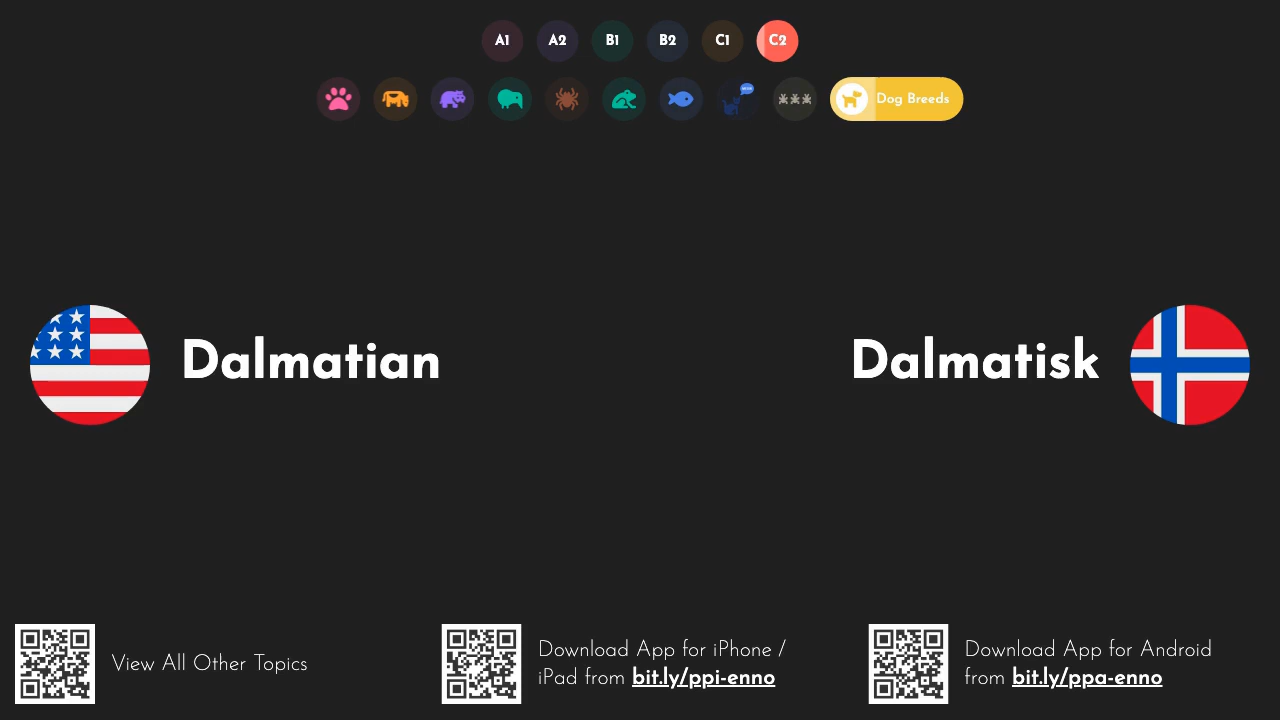 A1 A2 B1 B2 C1 C2
Dog Breeds
Dalmatian
Dalmatisk
View All Other Topics
Download App for iPhone /
iPad from bit.ly/ppi-enno
Download App for Android
from bit.ly/ppa-enno